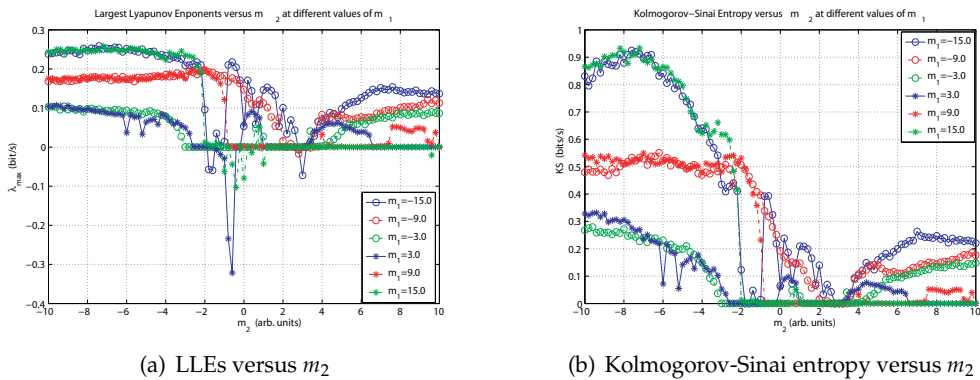 Largest Lyapunov Enponents versus m 2 at different values of m 1
0.3
0.2
0.1
0
−0.1
−0.2
0.3
−0.4
λmax (bit/s)
−10 −8 −6 −4 −2 0 2 4 6 8 10
m2 (arb. units)
m1=−15.0
m1=−9.0
m1=−3.0
m1=3.0
m1=9.0
m1=15.0
(a) LLEs versus m2
Kolmogorov−Sinai Entropy versus m 2 at different values of m 1
1
0.9
0.8
0.7
0.6
0.5
0.4
0.3
0.2
0.1
0
KS (bits/s)
−10 −8 −6 −4 −2 0 2 4 6 8 10
m2 (arb. units)
m1=−15.0
m1=−9.0
m1=−3.0
m1=3.0
m1=9.0
m1=15.0
(b) Kolmogorov-Sinai entropy versus m2